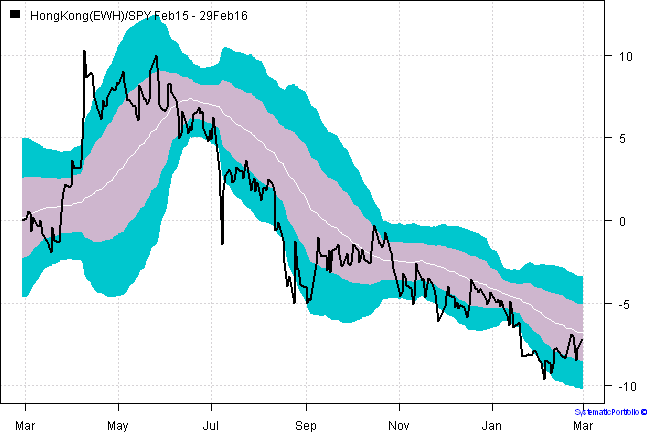 HongKong(EWH)/SPY Feb15 - 29Feb16
10
5
0
-5
-10
Mar May Jul Sep Nov Jan Mar
SystematicPortfolio ©